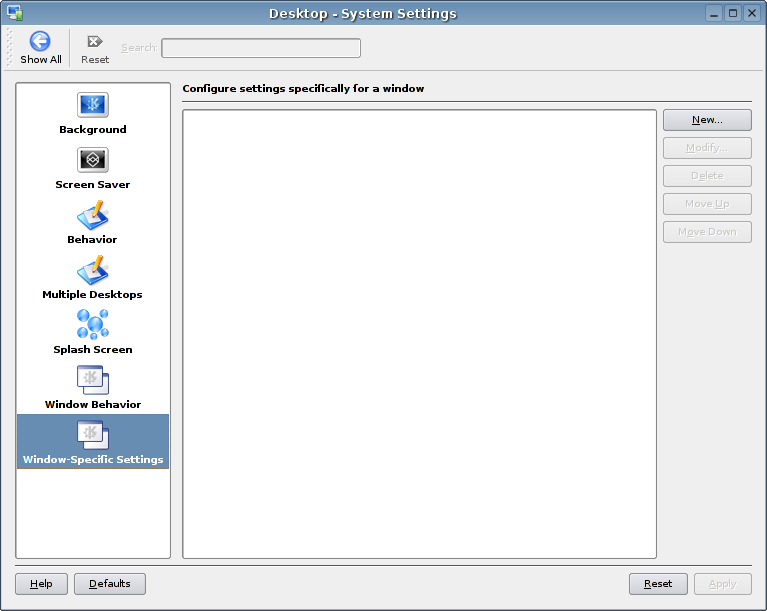 Desktop - System Settings
Show All
Reset
Search:
Configure settings specifically for a window
Background
Screen Saver
Behavior
Multiple Desktops
Splash Screen
Window Behavior
Window-Specific Settings
New...
Modify...
Delete
Move Up
Move Down
Help
Defaults
Reset
Apply